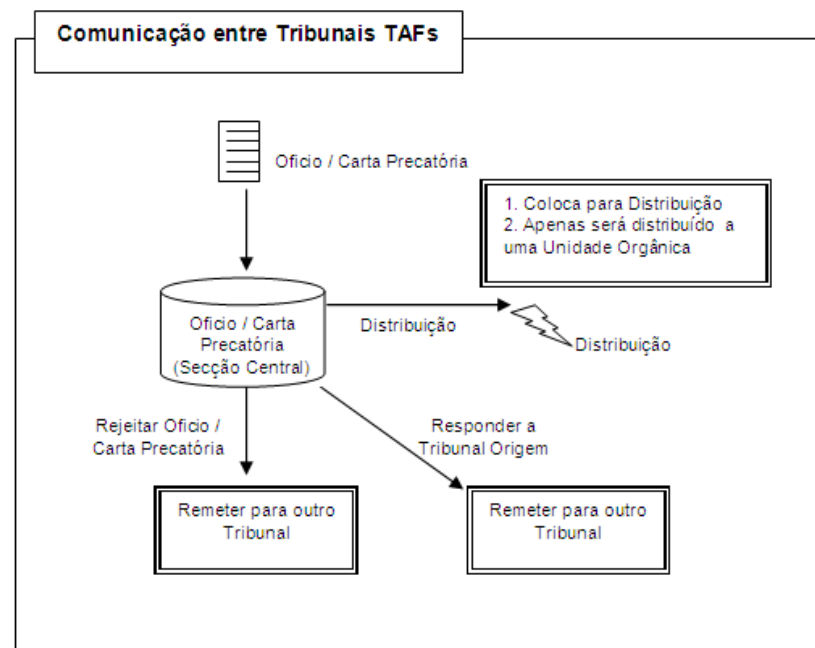 Comunicação entre Tribunais TAFs
Oficio / Carta Precatória
1. Coloca para Distribuição
2. Apenas será distribuído a
uma Unidade Orgânica
Oficio / Carta
Precatória
(Secção Central)
Distribuição
Distribuição
Rejeitar Oficio /
Carta Precatória
Responder a
Tribunal Origem
Remeter para outro
Tribunal
Remeter para outro
Tribunal